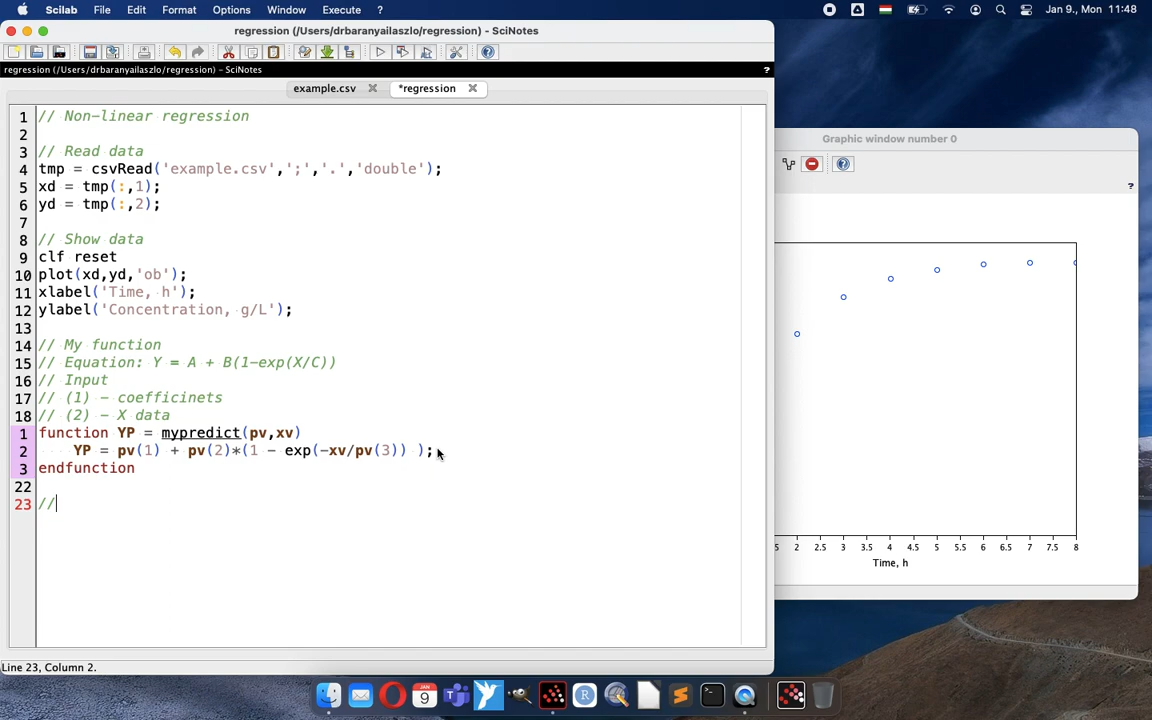 Scilab File Edit Format Options Window Execute ? Jan 9., Mon 11:48
regression (/Users/drbaranyailaszlo/regression) - SciNotes
regression (/Users/drbaranyailaszlo/regression) - SciNotes ?
example.csv *regression
1 // Non-linear regression
2
3 // Read data
4 tmp = csvRead('example.csv',';','.','double');
5 xd = tmp(:,1);
6 yd = tmp(:,2);
7
8 // Show data
9 clf reset
10 plot(xd,yd,'ob');
11 xlabel('Time, h');
12 ylabel('Concentration, g/L');
13
14 // My function
15 // Equation: Y = A + B(1-exp(X/C))
16 // Input
17 // (1) - coefficinets
18 // (2) - X data
1 function YP = mypredict(pv,xv)
2 YP = pv(1) + pv(2)*(1 - exp(-xv/pv(3)) );
3 endfunction
22
23 //
Line 23, Column 2.
Graphic window number 0
?
5 2 2.5 3 3.5 4 4.5 5 5.5 6 6.5 7 7.5 8
Time, h
JAN 9